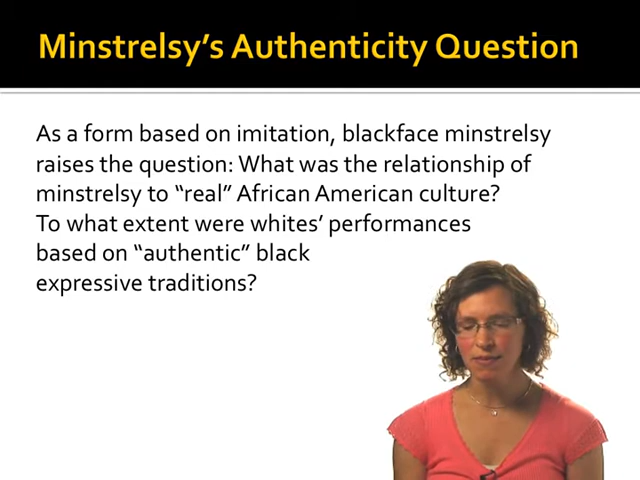 Minstrelsy's Authenticity Question
As a form based on imitation, blackface minstrelsy
raises the question: What was the relationship of
minstrelsy to “real” African American culture?
To what extent were whites' performances
based on “authentic” black
expressive traditions?